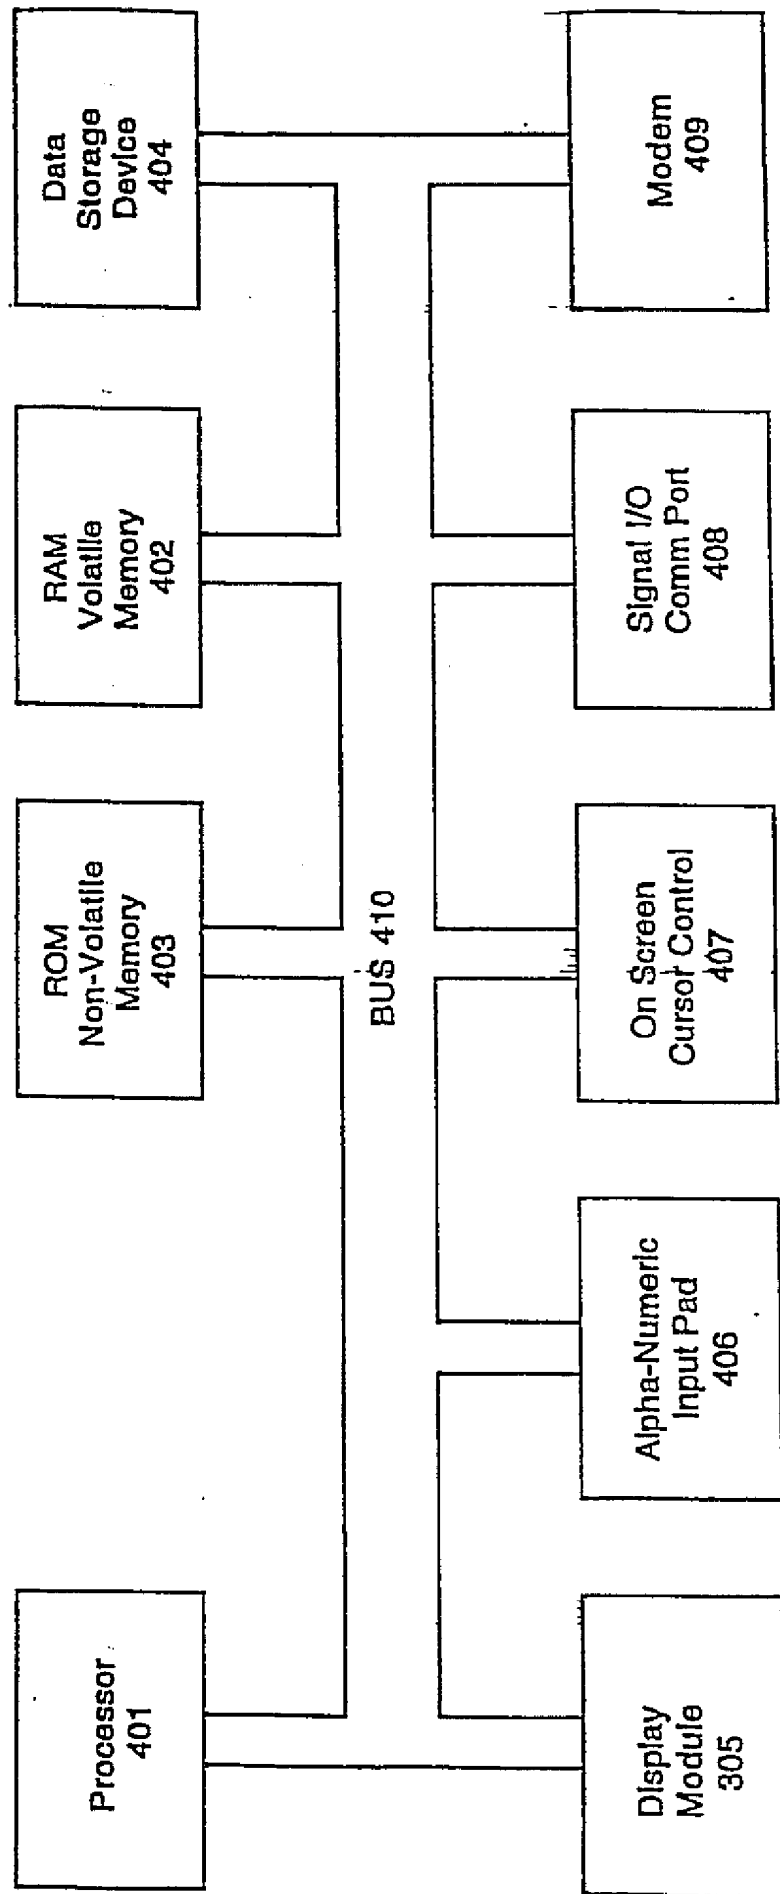 Processor
401
ROM
Non-Volatile
Memory
403
RAM
Volatile
Memory
402
Data
Storage
Device
404
BUS 410
Display
Module
305
Alpha-Numeric
Input Pad
406
On Screen
Cursor Control
407
Signal I/O
Comm Port
408
Modem
409